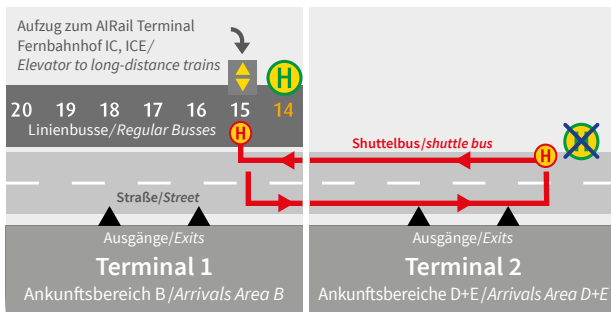 Aufzug zum AIRail Terminal
Fernbahnhof IC, ICE/
Elevator to long-distance trains
H
20 19 18 17 16 15 14
Linienbusse/Regular Busses
H
Shuttelbus/shuttle bus
H
H
Straße/Street
Ausgänge/Exits
Terminal 1
Ankunftsbereich B/Arrivals Area B
Ausgänge/Exits
Terminal 2
Ankunftsbereiche D+E/Arrivals Area D+E